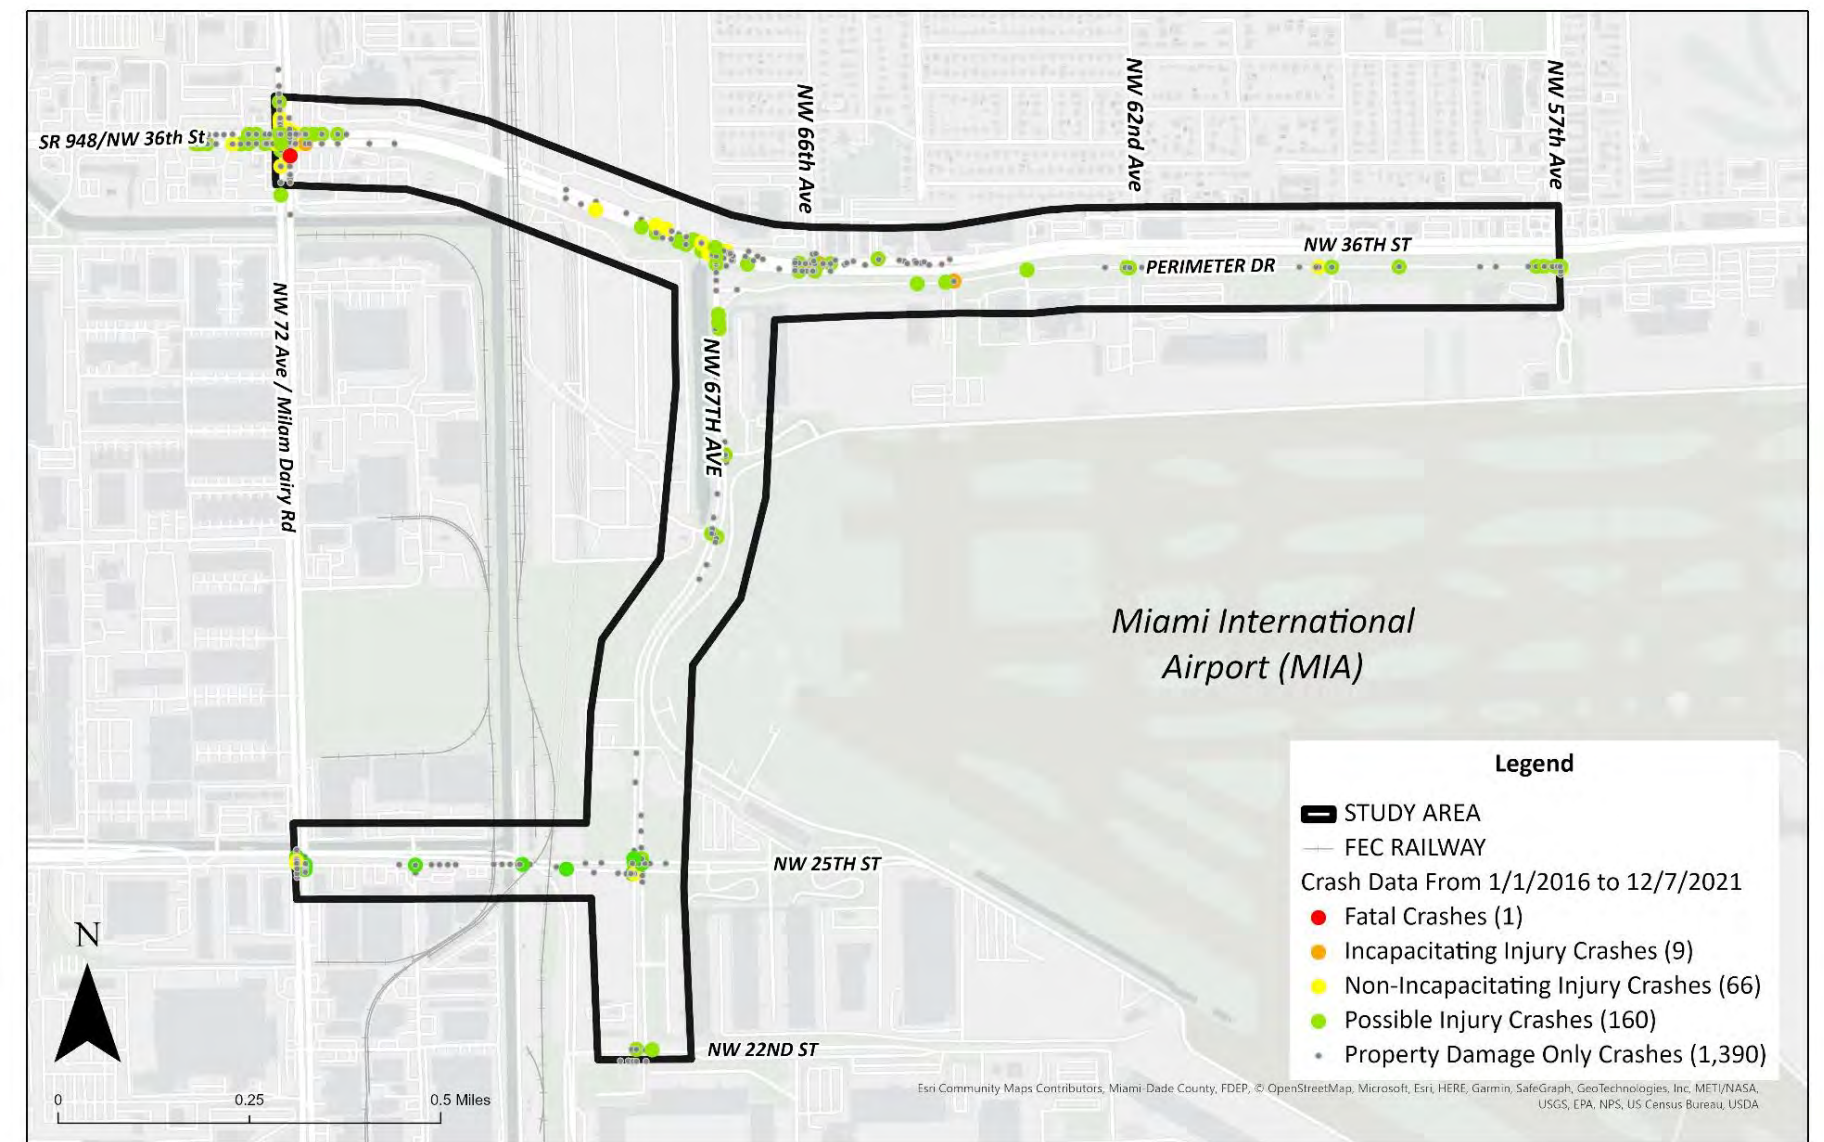 NW 66th Ave
NW 62nd Ave
NW 57th Ave
SR 948/NW 36th St
NW 36TH ST
PERIMETER DR
NW 72 Ave / Milam Dairy Rd
NW 67TH AVE
Miami International
Airport (MIA)
NW 25TH ST
NW 22ND ST
N
0 0.25 0.5 Miles
Legend
STUDY AREA
FEC RAILWAY
Crash Data From 1/1/2016 to 12/7/2021
Fatal Crashes (1)
Incapacitating Injury Crashes (9)
Non-Incapacitating Injury Crashes (66)
Possible Injury Crashes (160)
Property Damage Only Crashes (1,390)
Esri Community Maps Contributors, Miami-Dade County, FDEP, © OpenStreetMap, Microsoft, Esri, HERE, Garmin, SafeGraph, GeoTechnologies, Inc, METI/NASA,
USGS, EPA, NPS, US Census Bureau, USDA